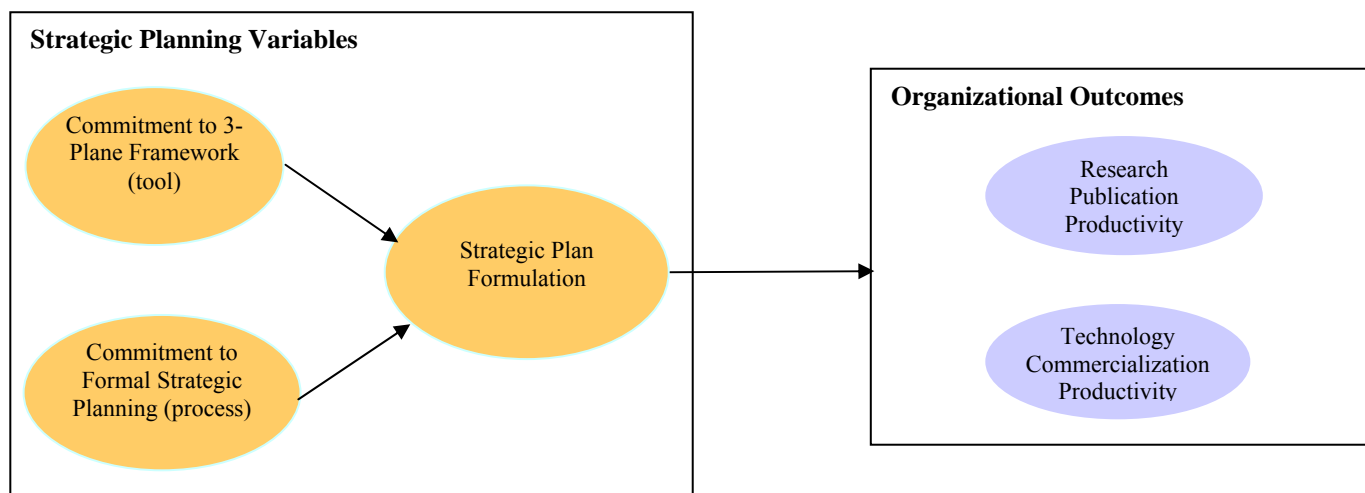 Strategic Planning Variables
Commitment to 3-
Plane Framework
(tool)
Strategic Plan
Formulation
Commitment to
Formal Strategic
Planning (process)
Organizational Outcomes
Research
Publication
Productivity
Technology
Commercialization
Productivity